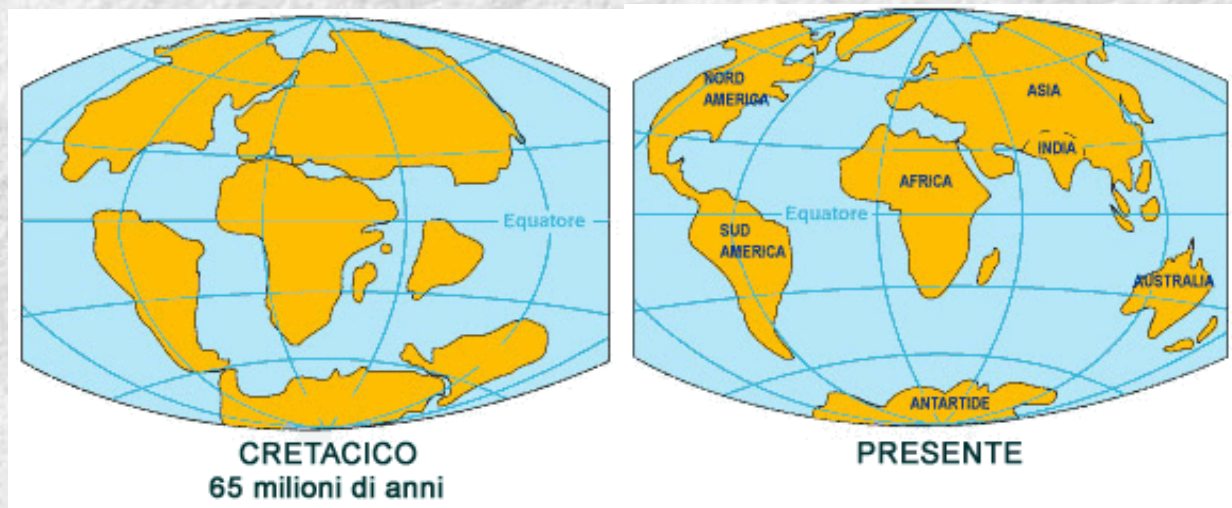 Equatore
CRETACICO
65 milioni di anni
NORD
AMERICA
ASIA
INDIA
AFRICA
Equatore
SUD
AMERICA
AUSTRALIA
ANTARTIDE
PRESENTE